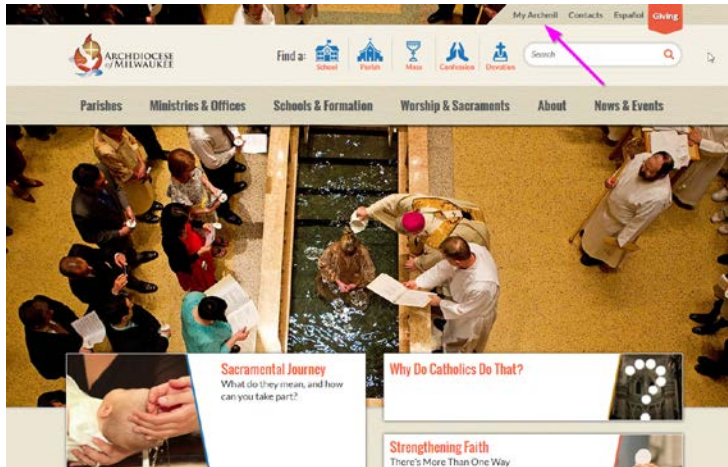 My Archmil Contacts Español Giving
ARCHDIOCESE
of MILWAUKEE
Find a:
School Parish Mass Confession Devotion
Search
Parishes Ministries & Offices Schools & Formation Worship & Sacraments About News & Events
Sacramental Journey
What do they mean, and how
can you take part?
Why Do Catholics Do That?
Strengthening Faith
There's More Than One Way